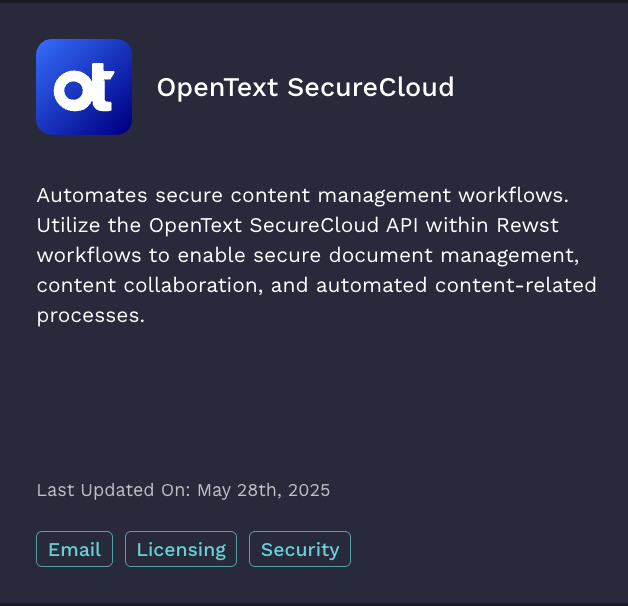 ot
OpenText SecureCloud
Automates secure content management workflows.
Utilize the OpenText SecureCloud API within Rewst
workflows to enable secure document management,
content collaboration, and automated content-related
processes.
Last Updated On: May 28th, 2025
Email
Licensing
Security